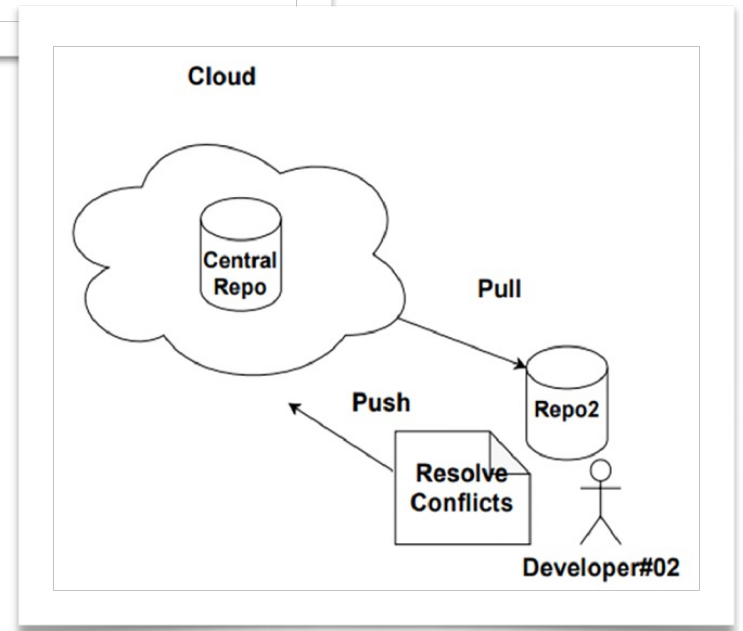 Cloud
Central
Repo
Pull
Push
Repo2
Resolve
Conflicts
Developer#02